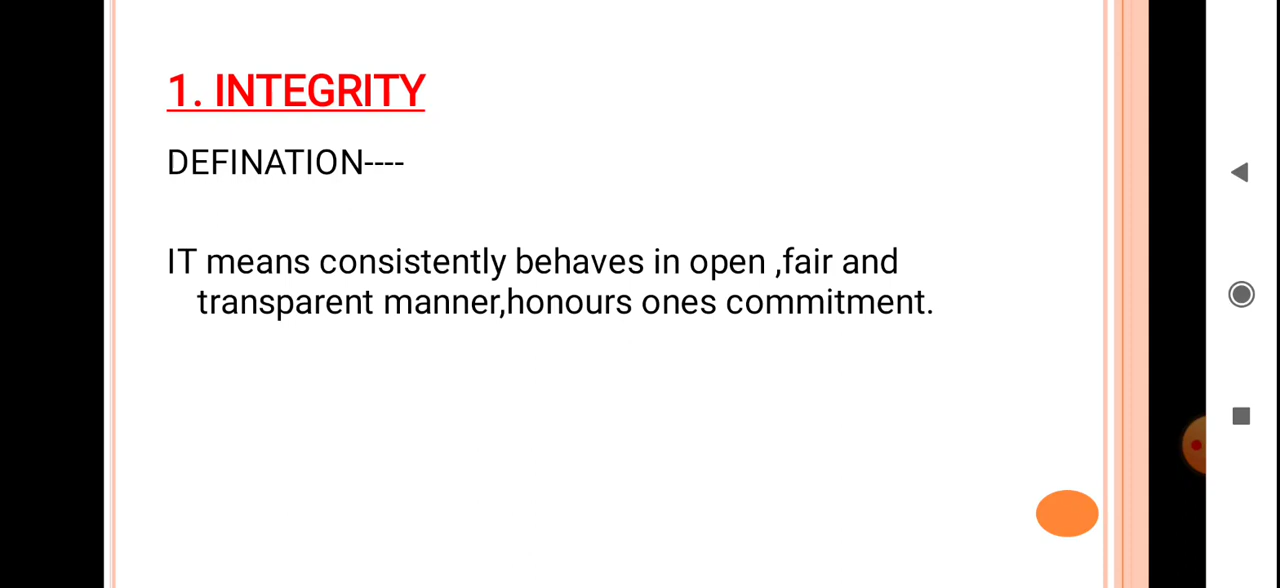 1. INTEGRITY
DEFINATION----
IT means consistently behaves in open ,fair and
transparent manner,honours ones commitment.